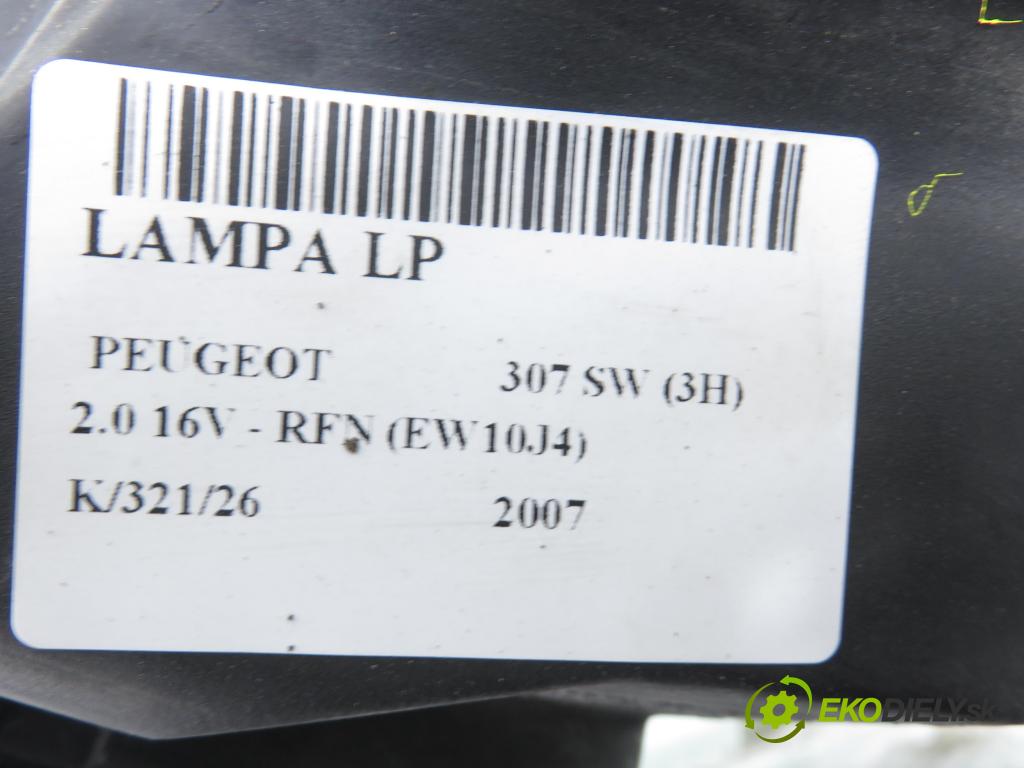 LAMPA LP
PEUGEOT 307 SW (3H)
2.0 16V - RFN (EW10J4)
K/321/26 2007
EKODIELY.sk